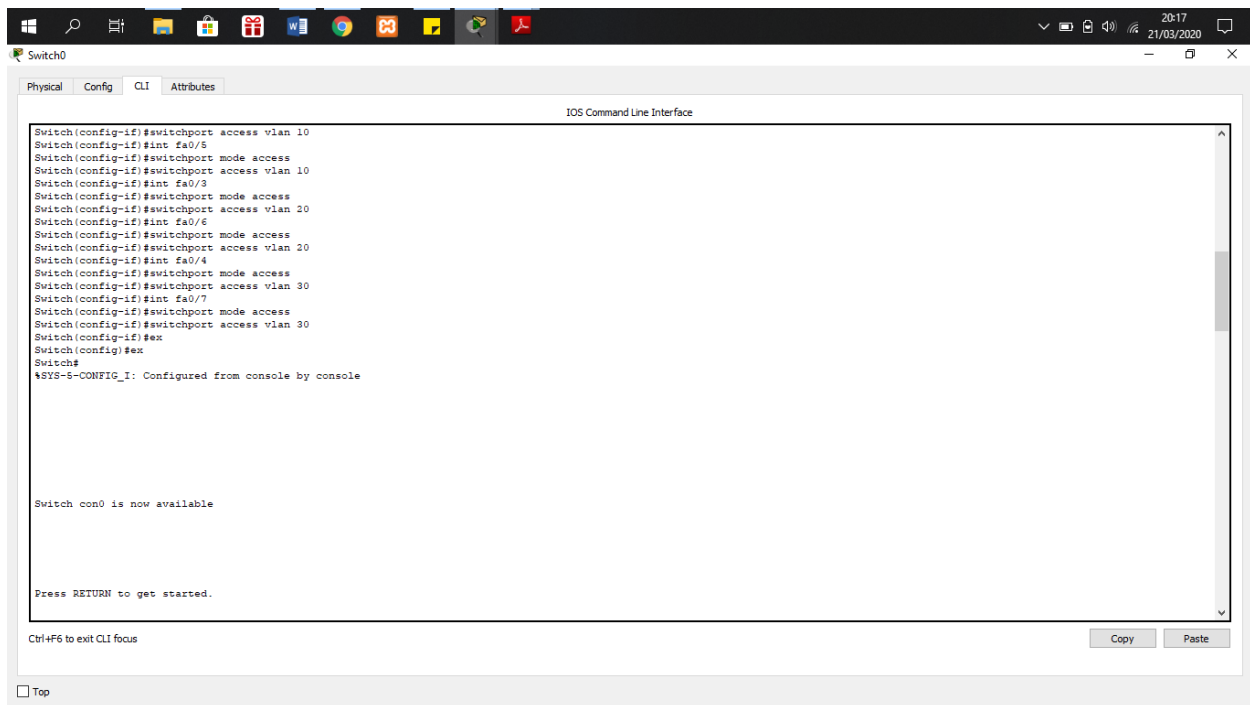 20:17
21/03/2020
Switch0
Physical Config CLI Attributes
IOS Command Line Interface
Switch(config-if)#switchport access vlan 10
Switch(config-if)#int fa0/5
Switch(config-if)#switchport mode access
Switch(config-if)#switchport access vlan 10
Switch(config-if)#int fa0/3
Switch(config-if)#switchport mode access
Switch(config-if)#switchport access vlan 20
Switch(config-if)#int fa0/6
Switch(config-if)#switchport mode access
Switch(config-if)#switchport access vlan 20
Switch(config-if)#int fa0/4
Switch(config-if)#switchport mode access
Switch(config-if)#switchport access vlan 30
Switch(config-if)#int fa0/7
Switch(config-if)#switchport mode access
Switch(config-if)#switchport access vlan 30
Switch(config-if)#ex
Switch(config)#ex
Switch#
%SYS-5-CONFIG_I: Configured from console by console
Switch con0 is now available
Press RETURN to get started.
Ctrl+F6 to exit CLI focus
Copy Paste
Top